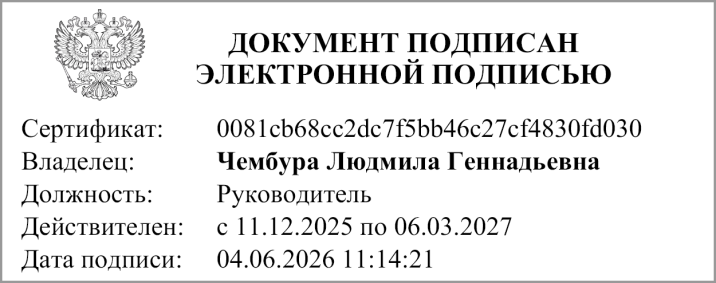 ДОКУМЕНТ ПОДПИСАН
ЭЛЕКТРОННОЙ ПОДПИСЬЮ
Сертификат: 0081cb68cc2dc7f5bb46c27cf4830fd030
Владелец: Чембура Людмила Геннадьевна
Должность: Руководитель
Действителен: с 11.12.2025 по 06.03.2027
Дата подписи: 04.06.2026 11:14:21